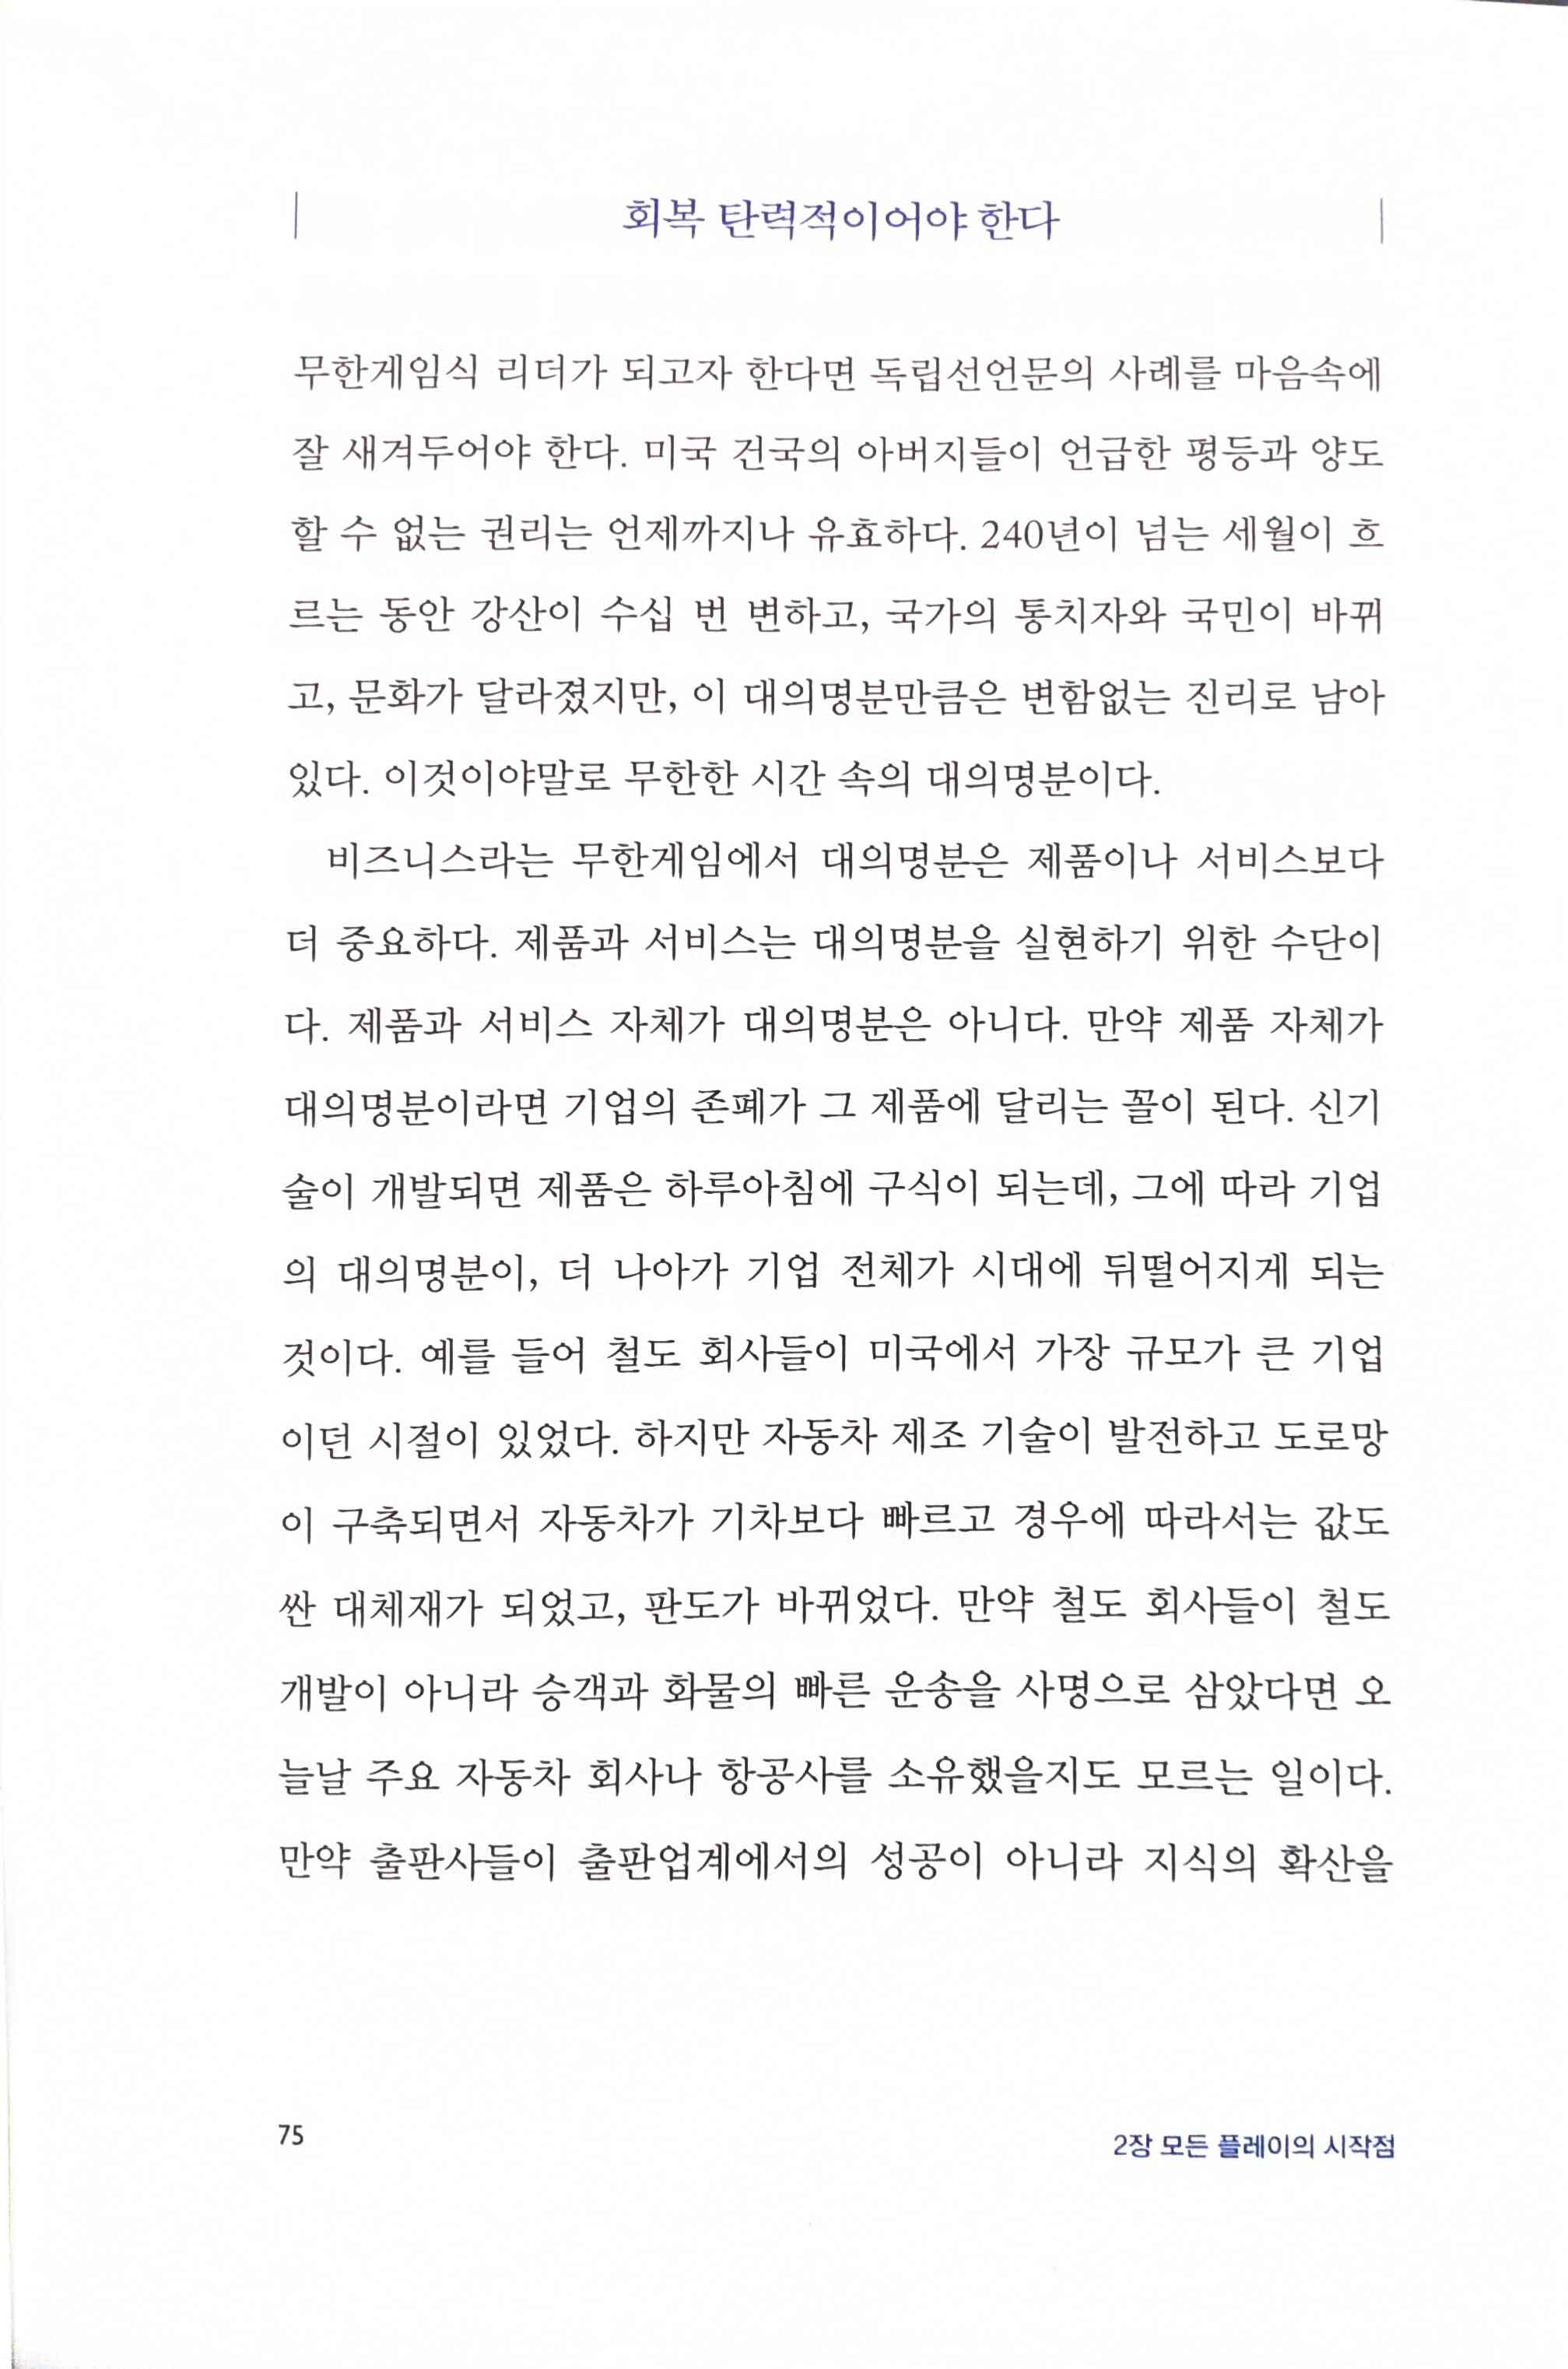 회복 탄력적이어야 한다
무한게임식 리더가 되고자 한다면 독립선언문의 사례를 마음속에
잘 새겨두어야 한다. 미국 건국의 아버지들이 언급한 평등과 양도
할 수 없는 권리는 언제까지나 유효하다. 240년이 넘는 세월이 흐
르는 동안 강산이 수십 번 변하고, 국가의 통치자와 국민이 바뀌
고, 문화가 달라졌지만, 이 대의명분만큼은 변함없는 진리로 남아
있다. 이것이야말로 무한한 시간 속의 대의명분이다.
비즈니스라는 무한게임에서 대의명분은 제품이나 서비스보다
더 중요하다. 제품과 서비스는 대의명분을 실현하기 위한 수단이
다. 제품과 서비스 자체가 대의명분은 아니다. 만약 제품 자체가
대의명분이라면 기업의 존폐가 그 제품에 달리는 꼴이 된다. 신기
술이 개발되면 제품은 하루아침에 구식이 되는데, 그에 따라 기업
의 대의명분이, 더 나아가 기업 전체가 시대에 뒤떨어지게 되는
것이다. 예를 들어 철도 회사들이 미국에서 가장 규모가 큰 기업
이던 시절이 있었다. 하지만 자동차 제조 기술이 발전하고 도로망
이 구축되면서 자동차가 기차보다 빠르고 경우에 따라서는 값도
싼 대체재가 되었고, 판도가 바뀌었다. 만약 철도 회사들이 철도
개발이 아니라 승객과 화물의 빠른 운송을 사명으로 삼았다면 오
늘날 주요 자동차 회사나 항공사를 소유했을지도 모르는 일이다.
만약 출판사들이 출판업계에서의 성공이 아니라 지식의 확산을
75
2장 모든 플레이의 시작점